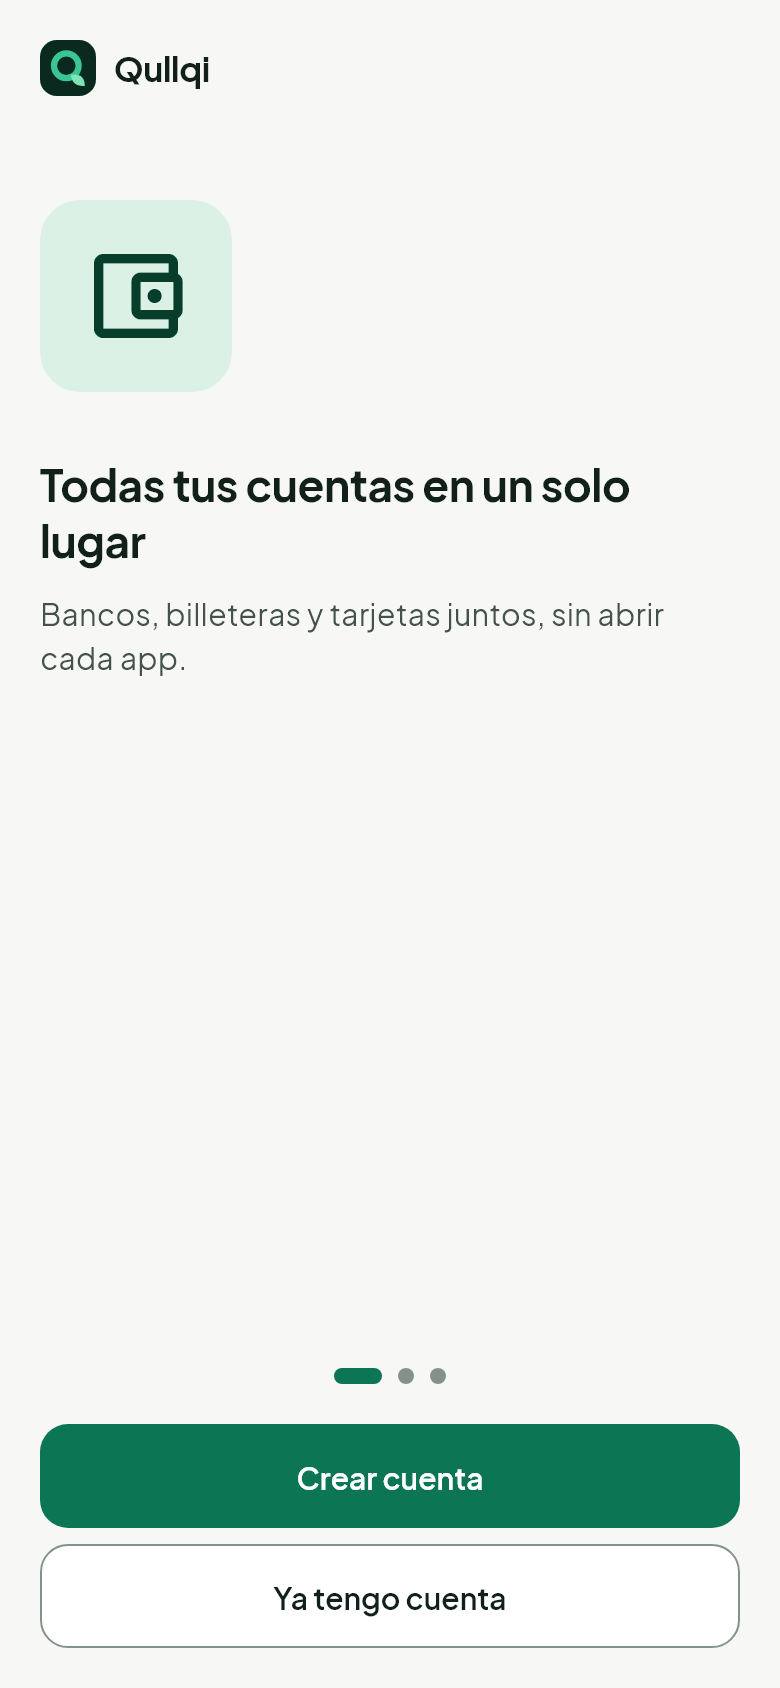 Qullqi
Todas tus cuentas en un solo
lugar
Bancos, billeteras y tarjetas juntos, sin abrir
cada app.
Crear cuenta
Ya tengo cuenta